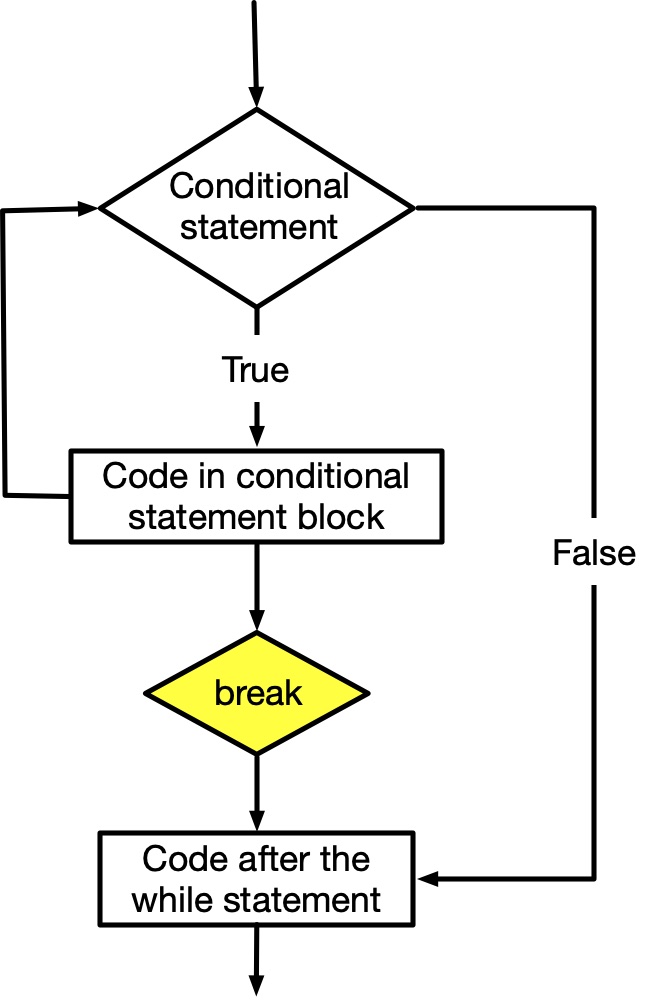 Conditional
statement
True
Code in conditional
statement block
False
break
Code after the
while statement